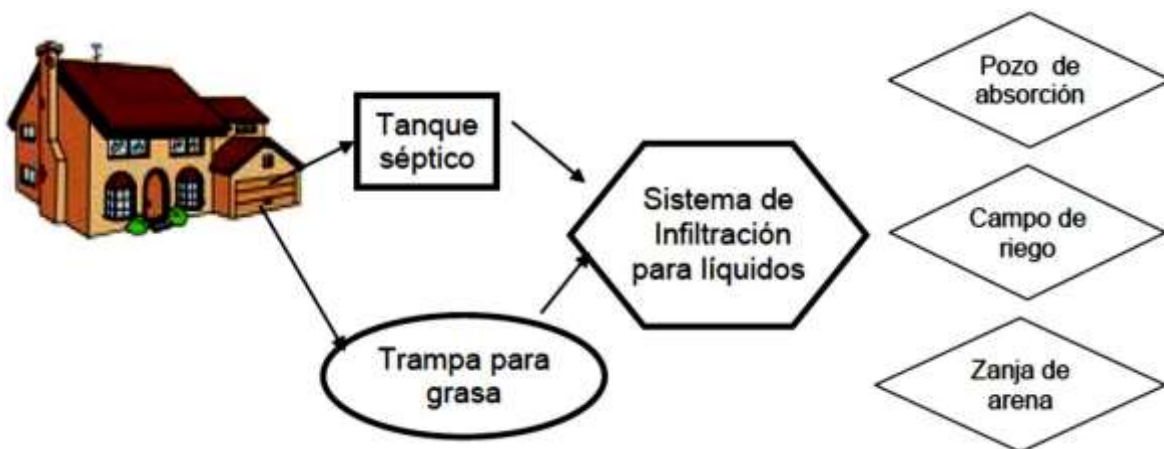 Tanque
séptico
Trampa para
grasa
Sistema de
Infiltración
para líquidos
Pozo de
absorción
Campo de
riego
Zanja de
arena